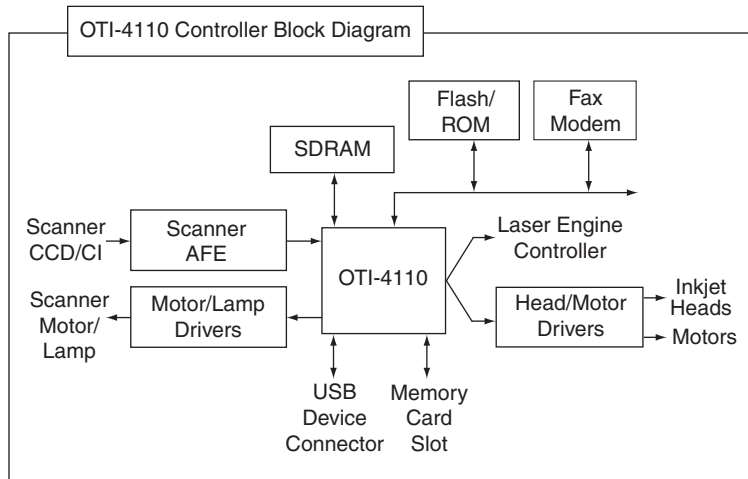 OTI-4110 Controller Block Diagram
Flash/
ROM
Fax
Modem
SDRAM
Scanner
CCD/CI
Scanner
AFE
OTI-4110
Laser Engine
Controller
Scanner
Motor/
Lamp
Motor/Lamp
Drivers
Head/Motor
Drivers
Inkjet
Heads
Motors
USB
Device
Connector
Memory
Card
Slot